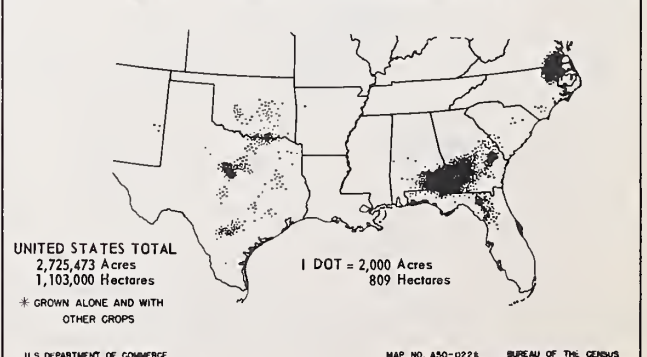 UNITED STATES TOTAL
2,725,473 Acres
1,103,000 Hectares
* GROWN ALONE AND WITH
OTHER CROPS
1 DOT = 2,000 Acres
809 Hectares
U.S. DEPARTMENT OF COMMERCE
MAP NO. A50-D228
BUREAU OF THE CENSUS